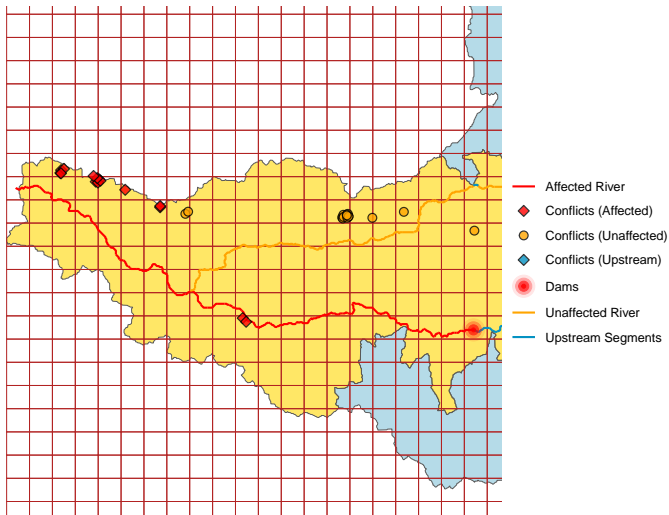 Affected River
Conflicts (Affected)
Conflicts (Unaffected)
Conflicts (Upstream)
Dams
Unaffected River
Upstream Segments